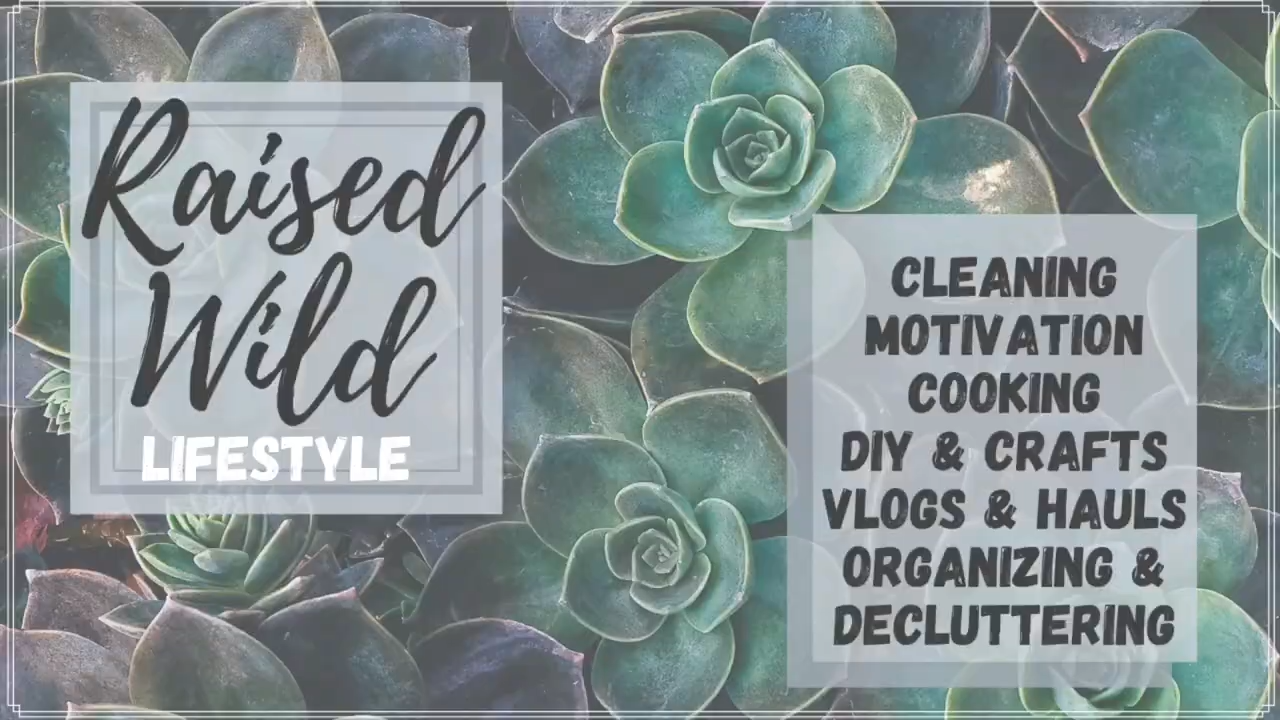 Raised
Wild
LIFESTYLE
CLEANING
MOTIVATION
COOKING
DIY & CRAFTS
VLOGS & HAULS
ORGANIZING &
DECLUTTERING